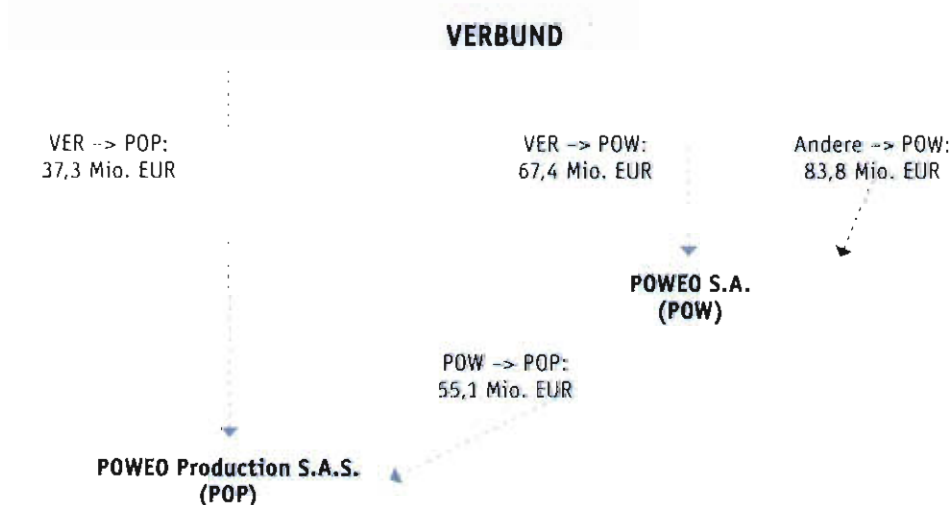 VERBUND
VER --> POP:
37,3 Mio. EUR
VER --> POW:
67,4 Mio. EUR
Andere --> POW:
83,8 Mio. EUR
POWEO S.A.
(POW)
POW --> POP:
55,1 Mio. EUR
POWEO Production S.A.S.
(POP)